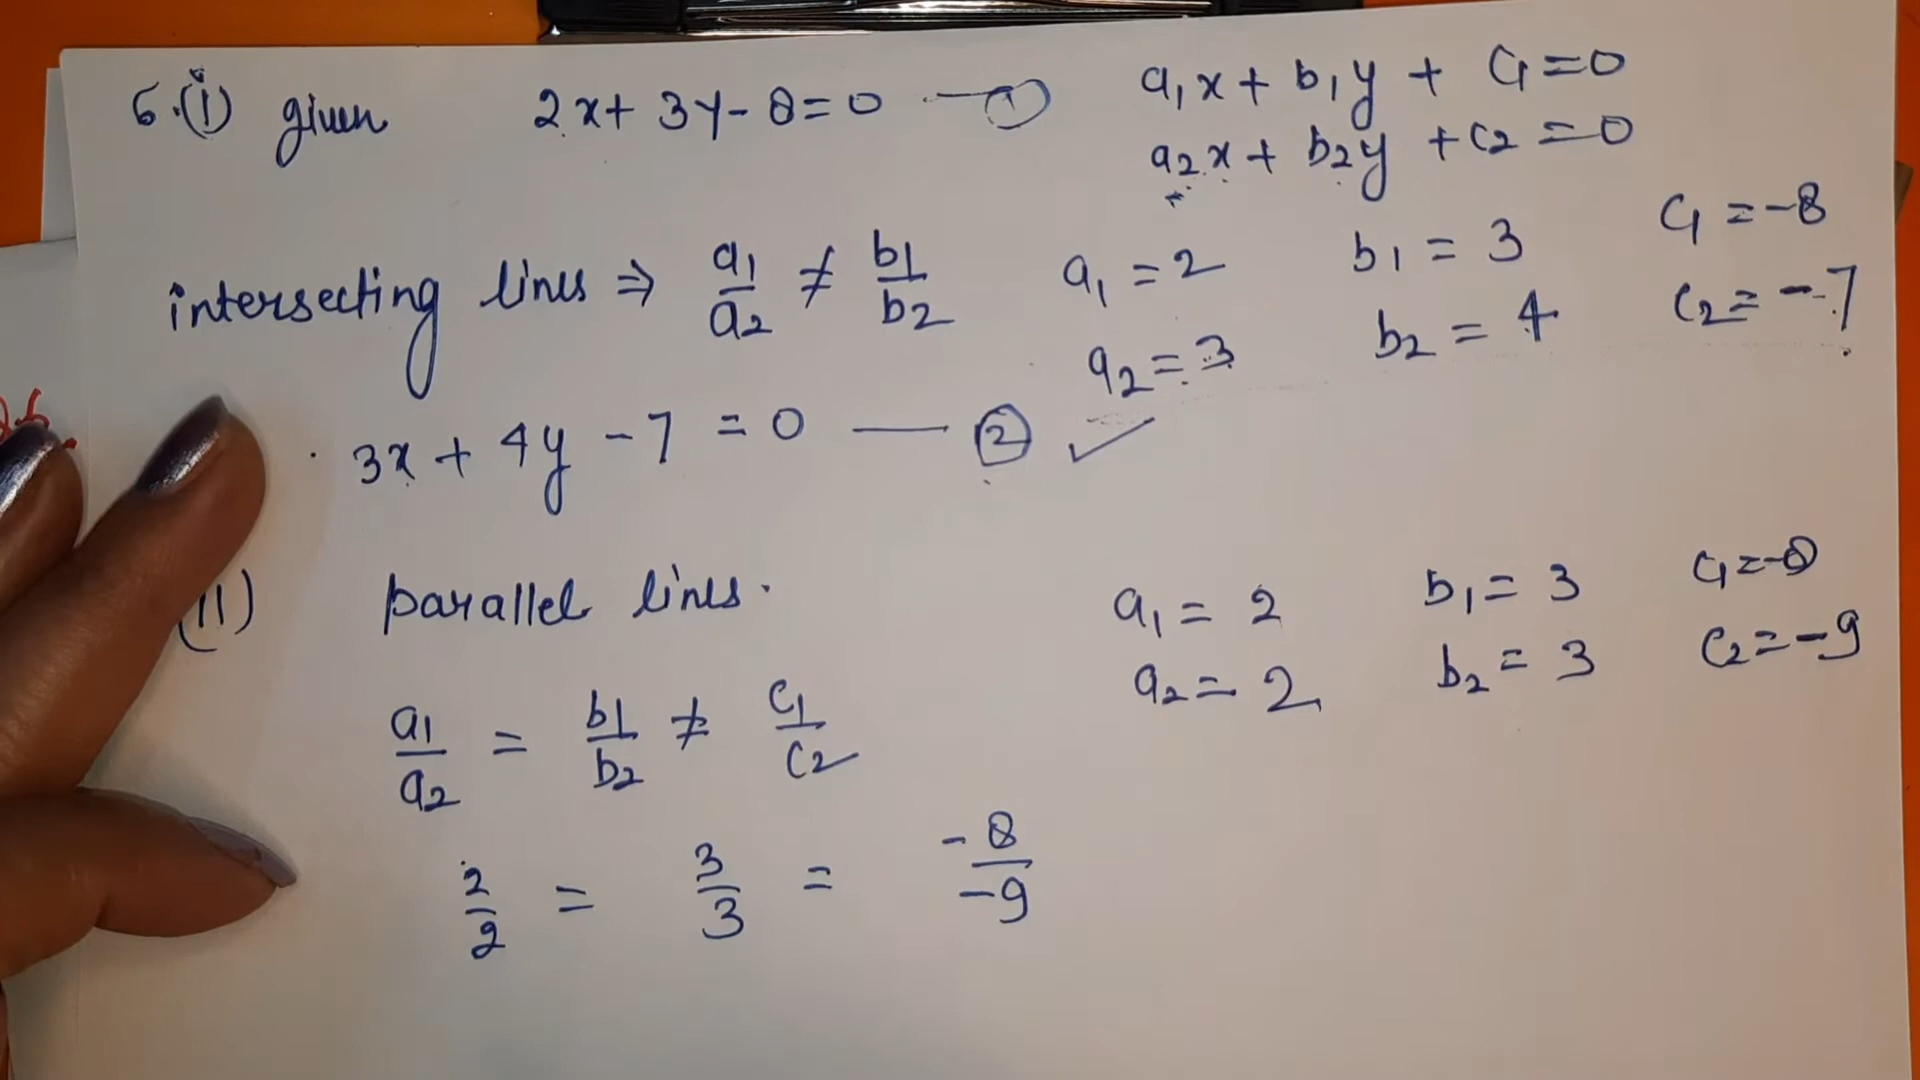 6.(i) given 2x + 3y - 8 = 0 — ①
a₁x + b₁y + c₁ = 0
a₂x + b₂y + c₂ = 0
intersecting lines ⇒ a₁/a₂ ≠ b₁/b₂
a₁ = 2 b₁ = 3 c₁ = -8
a₂ = 3 b₂ = 4 c₂ = -7
3x + 4y - 7 = 0 — ② ✓
(II) parallel lines.
a₁ = 2 b₁ = 3 c₁ = -8
a₂ = 2 b₂ = 3 c₂ = -9
a₁/a₂ = b₁/b₂ ≠ c₁/c₂
2/2 = 3/3 = -8/-9